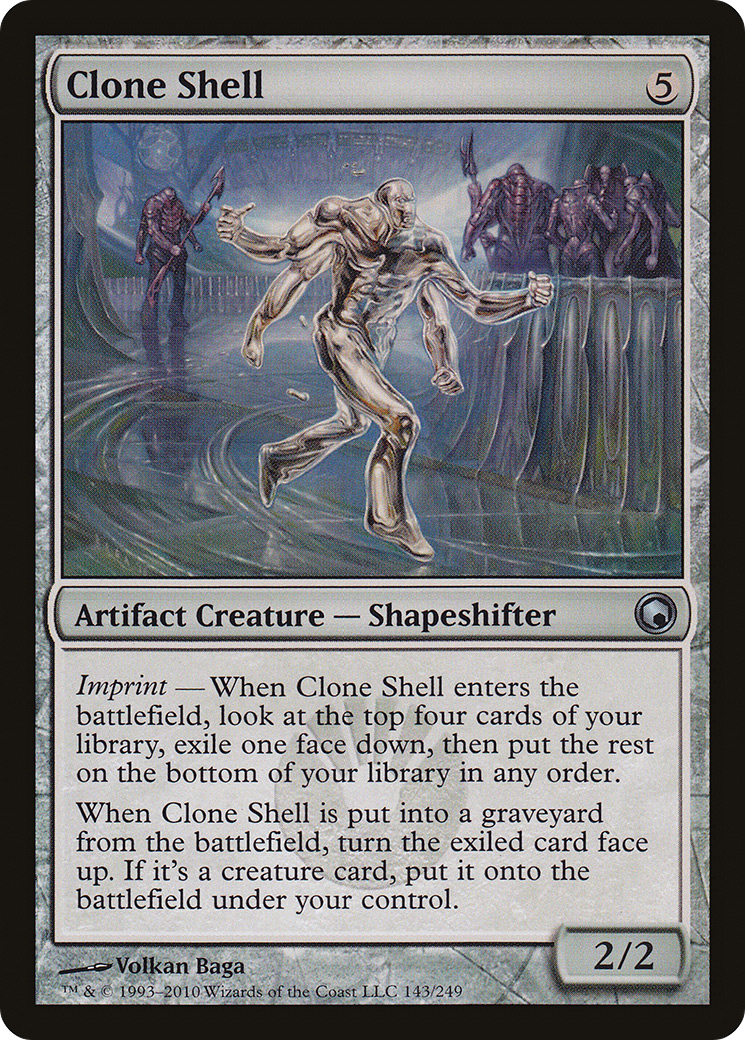 Clone Shell 5
Artifact Creature — Shapeshifter
Imprint — When Clone Shell enters the
battlefield, look at the top four cards of your
library, exile one face down, then put the rest
on the bottom of your library in any order.
When Clone Shell is put into a graveyard
from the battlefield, turn the exiled card face
up. If it's a creature card, put it onto the
battlefield under your control.
2/2
Volkan Baga
™ & © 1993–2010 Wizards of the Coast LLC 143/249